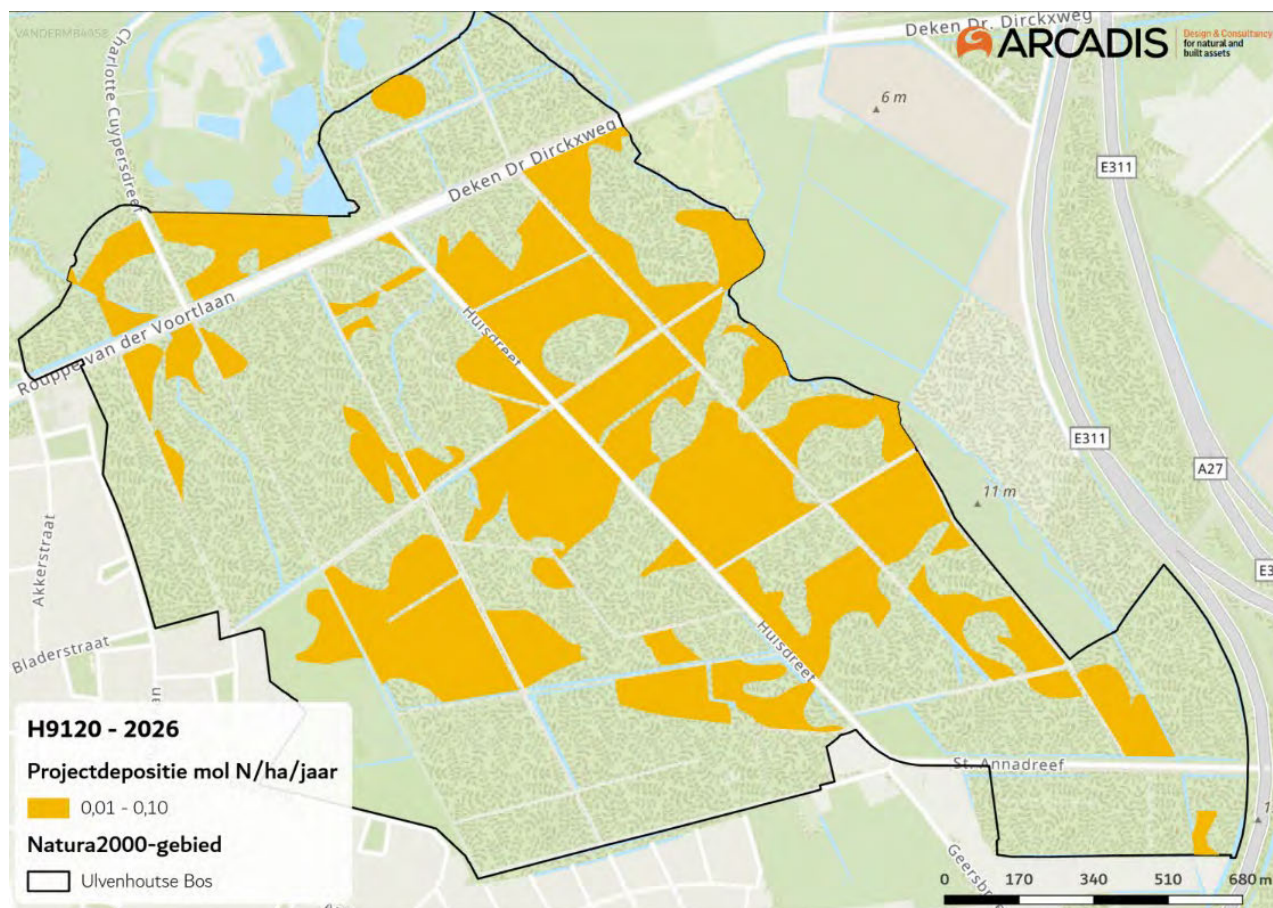 VANDERMB4958
Deken Dr. Dirckxweg
ARCADIS
Design & Consultancy
for natural and
built assets
Charlotte Cuypersdreef
6 m
E311
Deken Dr Dirckxweg
Rouppe van der Voortlaan
Huisdreef
E311
A27
11 m
Akkerstraat
Bladerstraat
Huisdreef
St. Annadreef
H9120 - 2026
Projectdepositie mol N/ha/jaar
0,01 - 0,10
Natura2000-gebied
Ulvenhoutse Bos
0 170 340 510 680 m